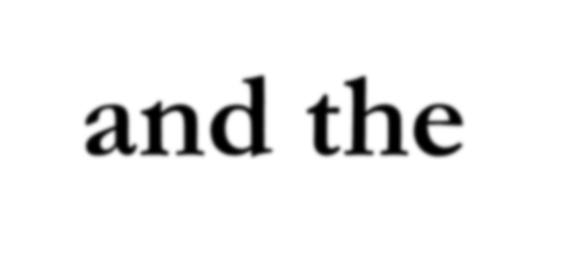 and the